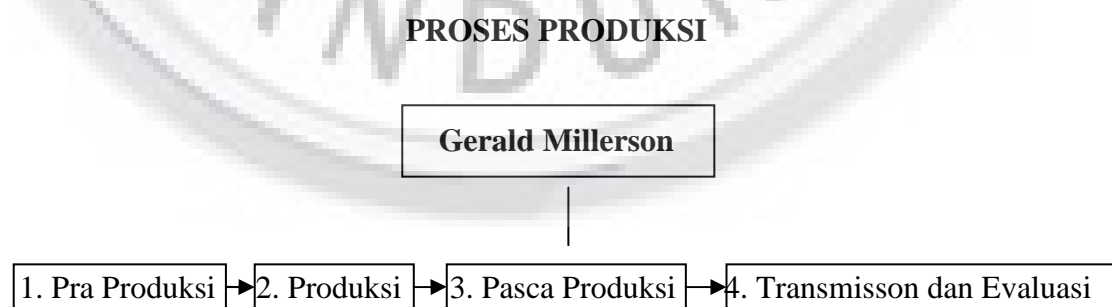 PROSES PRODUKSI
Gerald Millerson
1. Pra Produksi 2. Produksi 3. Pasca Produksi 4. Transmisson dan Evaluasi